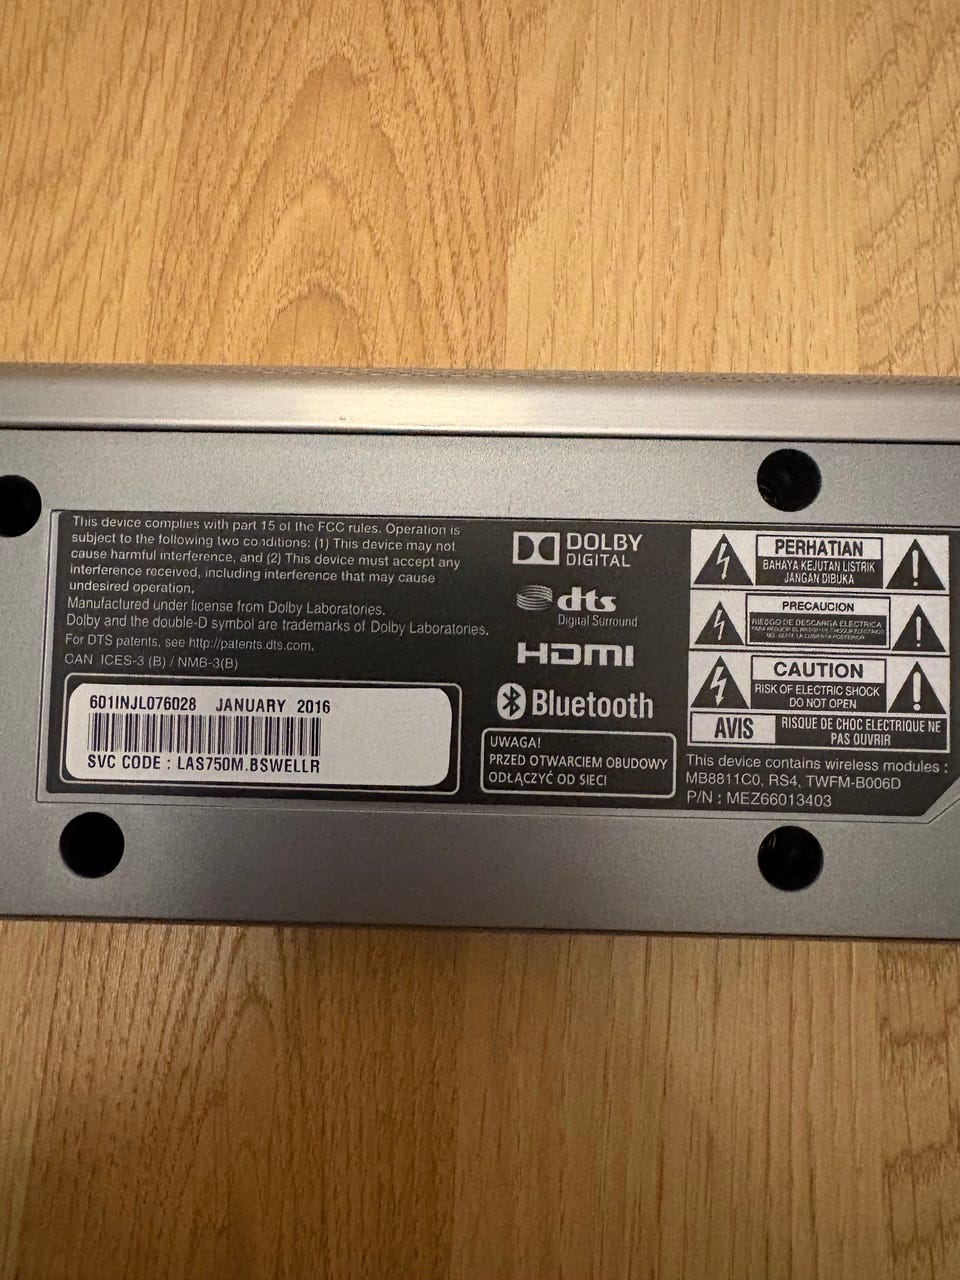 This device complies with part 15 of the FCC rules. Operation is
subject to the following two conditions: (1) This device may not
cause harmful interference, and (2) This device must accept any
interference received, including interference that may cause
undesired operation.
Manufactured under license from Dolby Laboratories.
Dolby and the double-D symbol are trademarks of Dolby Laboratories.
For DTS patents, see http://patents.dts.com.
CAN ICES-3 (B) / NMB-3(B)
601INJL076028 JANUARY 2016
SVC CODE : LAS750M.BSWELLR
DOLBY
DIGITAL
dts
Digital Surround
HDMI
Bluetooth
UWAGA!
PRZED OTWARCIEM OBUDOWY
ODŁĄCZYĆ OD SIECI
PERHATIAN
BAHAYA KEJUTAN LISTRIK
JANGAN DIBUKA
PRECAUCION
RIESGO DE DESCARGA ELECTRICA
CAUTION
RISK OF ELECTRIC SHOCK
DO NOT OPEN
AVIS
RISQUE DE CHOC ELECTRIQUE NE
PAS OUVRIR
This device contains wireless modules :
MB8811C0, RS4, TWFM-B006D
P/N : MEZ66013403